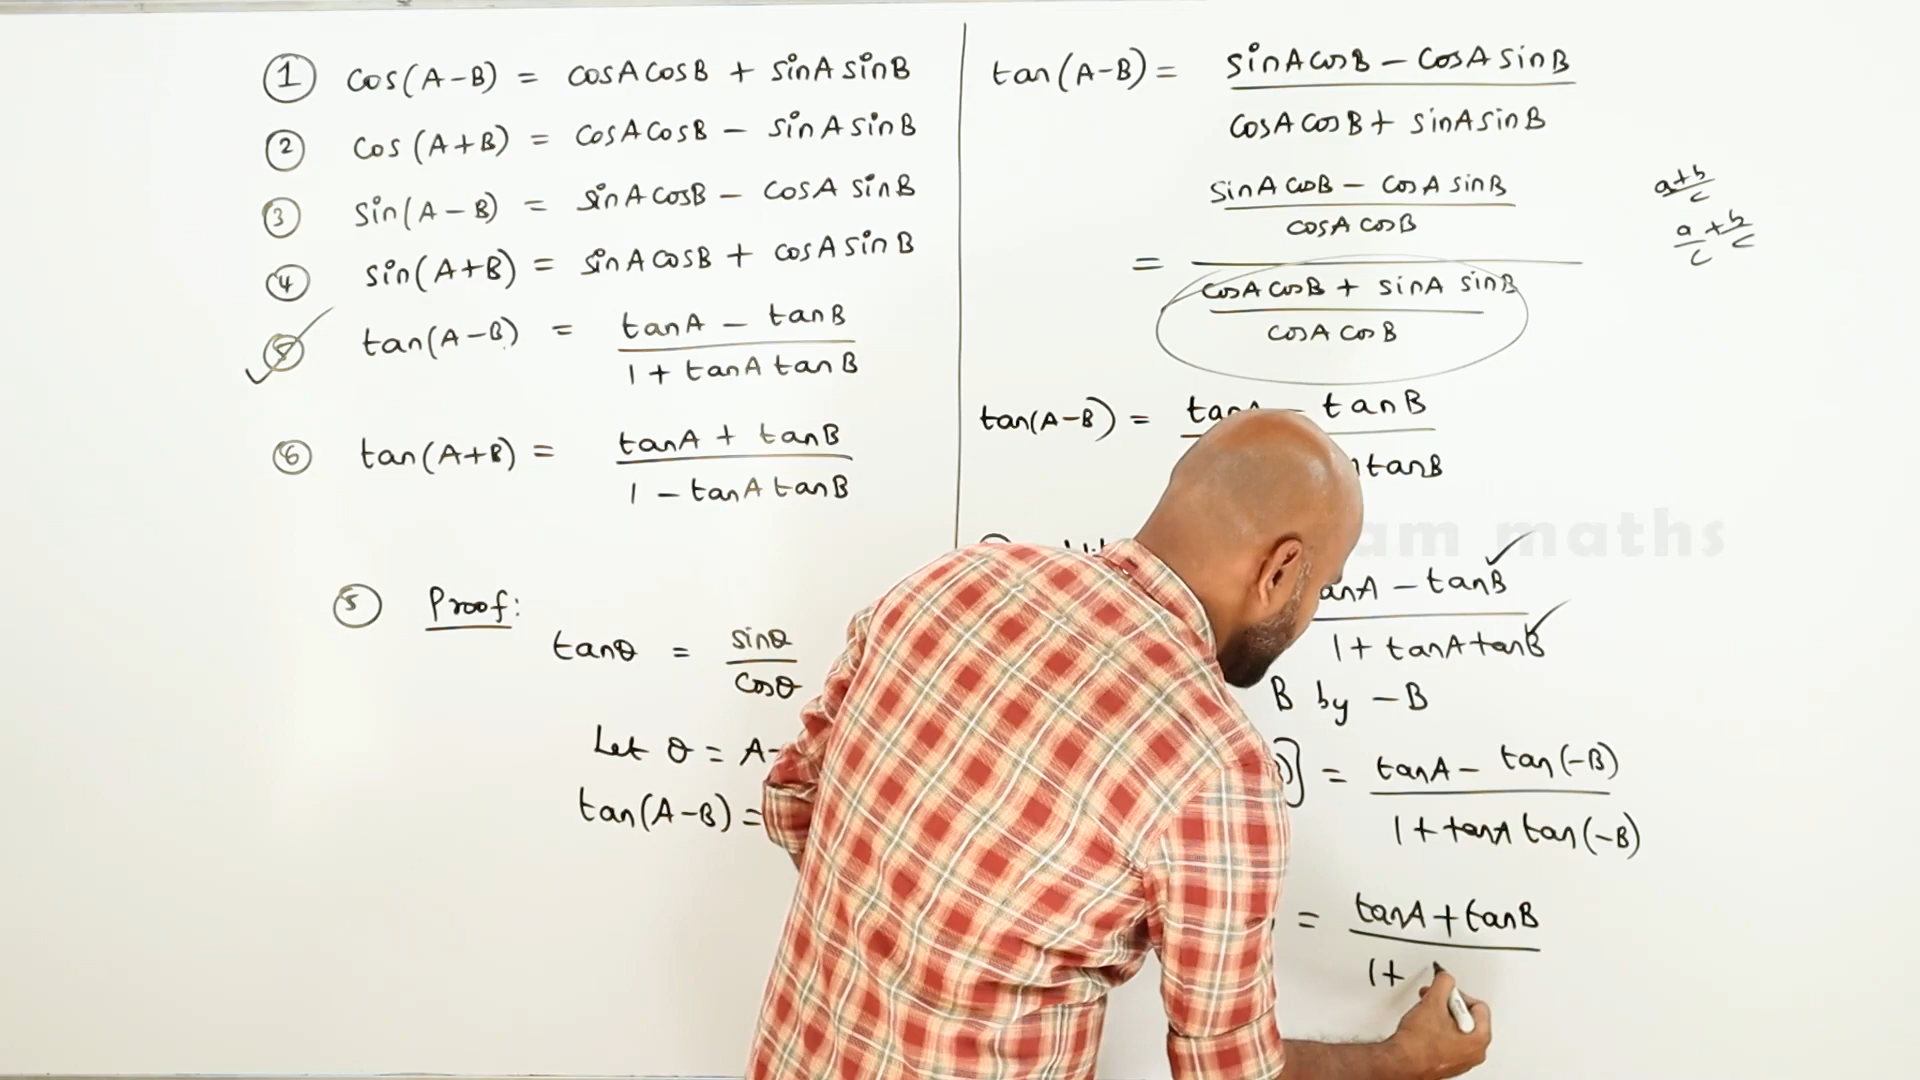 ① cos(A-B) = cosA cosB + sinA sinB
② cos (A+B) = cosA cosB - sinA sinB
③ sin(A-B) = sinA cosB - cosA sinB
④ sin(A+B) = sinA cosB + cosA sinB
⑤ tan(A-B) =
tanA - tanB
1 + tanA tanB
⑥ tan(A+B) =
tanA + tanB
1 - tanA tanB
⑤ Proof:
tanθ =
sinθ
cosθ
Let θ = A-
tan(A-B) =
tan(A-B) =
sinA cosB - cosA sinB
cosA cosB + sinA sinB
sinA cosB - cosA sinB
cosA cosB
=
cosA cosB + sinA sinB
cosA cosB
a+b
c
a + b
c c
tan(A-B) =
- tanB
tanB
am maths
anA - tanB
1 + tanA tanB
B by -B
)] =
tanA - tan(-B)
1 + tanA tan(-B)
=
tanA + tanB
1+